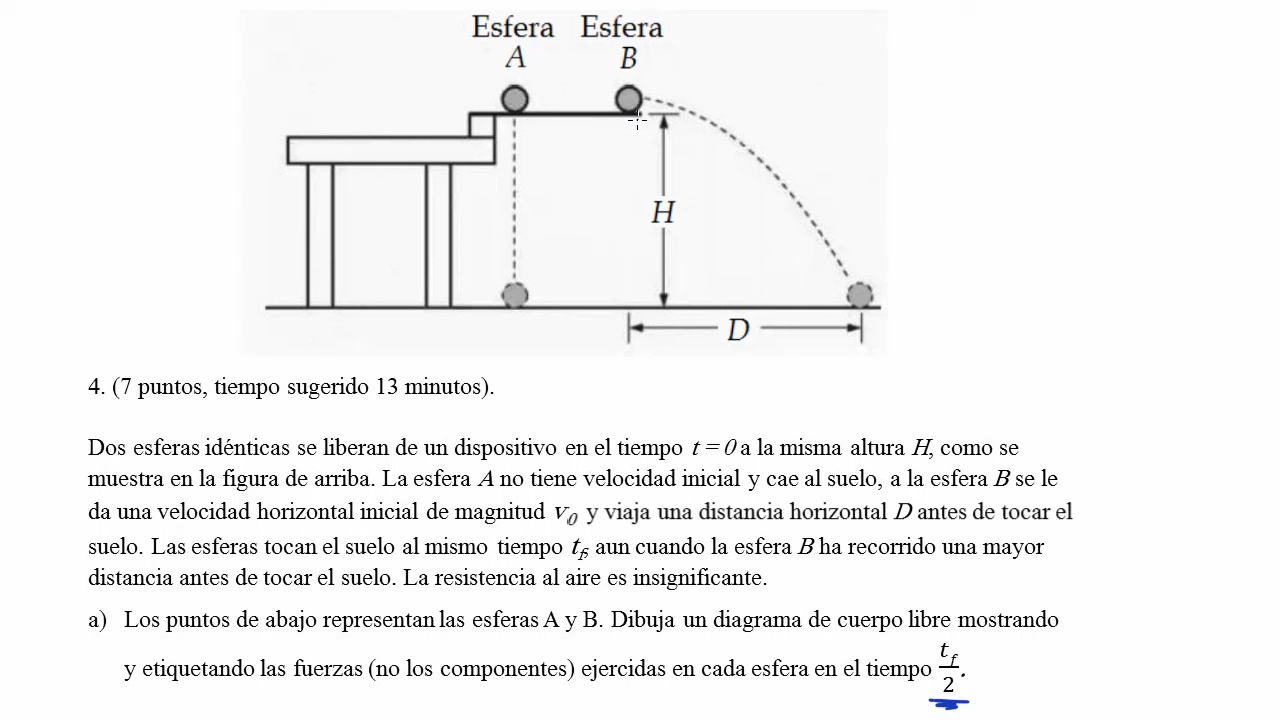 Esfera Esfera
A B
H
D
4. (7 puntos, tiempo sugerido 13 minutos).
Dos esferas idénticas se liberan de un dispositivo en el tiempo t = 0 a la misma altura H, como se
muestra en la figura de arriba. La esfera A no tiene velocidad inicial y cae al suelo, a la esfera B se le
da una velocidad horizontal inicial de magnitud v₀ y viaja una distancia horizontal D antes de tocar el
suelo. Las esferas tocan el suelo al mismo tiempo t_f, aun cuando la esfera B ha recorrido una mayor
distancia antes de tocar el suelo. La resistencia al aire es insignificante.
a) Los puntos de abajo representan las esferas A y B. Dibuja un diagrama de cuerpo libre mostrando
y etiquetando las fuerzas (no los componentes) ejercidas en cada esfera en el tiempo t_f/2.